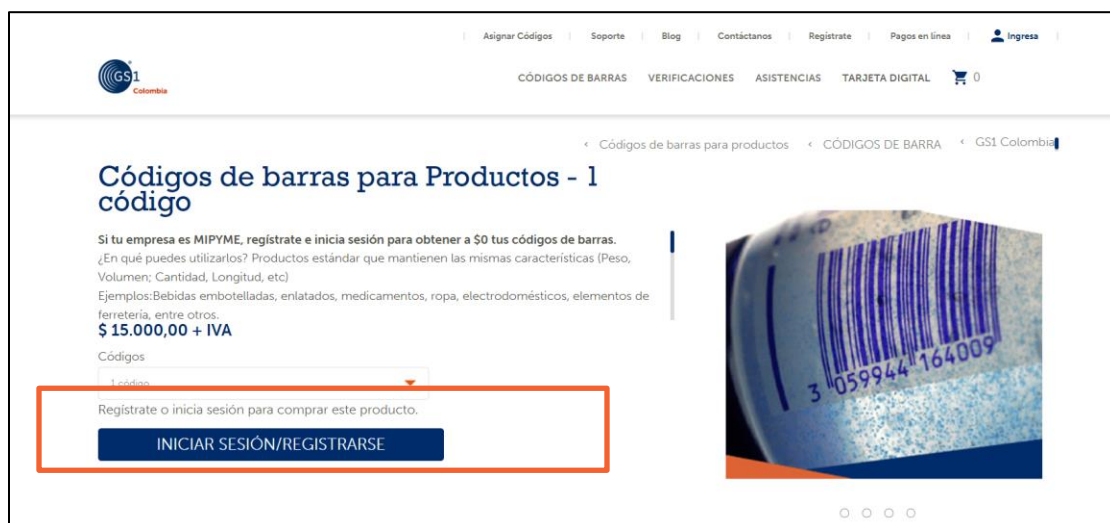 Asignar Códigos
Soporte
Blog
Contáctanos
Regístrate
Pagos en línea
Ingresa
GS1
Colombia
CÓDIGOS DE BARRAS
VERIFICACIONES
ASISTENCIAS
TARJETA DIGITAL
0
‹ Códigos de barras para productos ‹ CÓDIGOS DE BARRA ‹ GS1 Colombia
Códigos de barras para Productos - 1
código
Si tu empresa es MIPYME, regístrate e inicia sesión para obtener a $0 tus códigos de barras.
¿En qué puedes utilizarlos? Productos estándar que mantienen las mismas características (Peso,
Volumen; Cantidad, Longitud, etc)
Ejemplos:Bebidas embotelladas, enlatados, medicamentos, ropa, electrodomésticos, elementos de
ferretería, entre otros.
$ 15.000,00 + IVA
Códigos
1 código
Regístrate o inicia sesión para comprar este producto.
INICIAR SESIÓN/REGISTRARSE
3 059944 164009